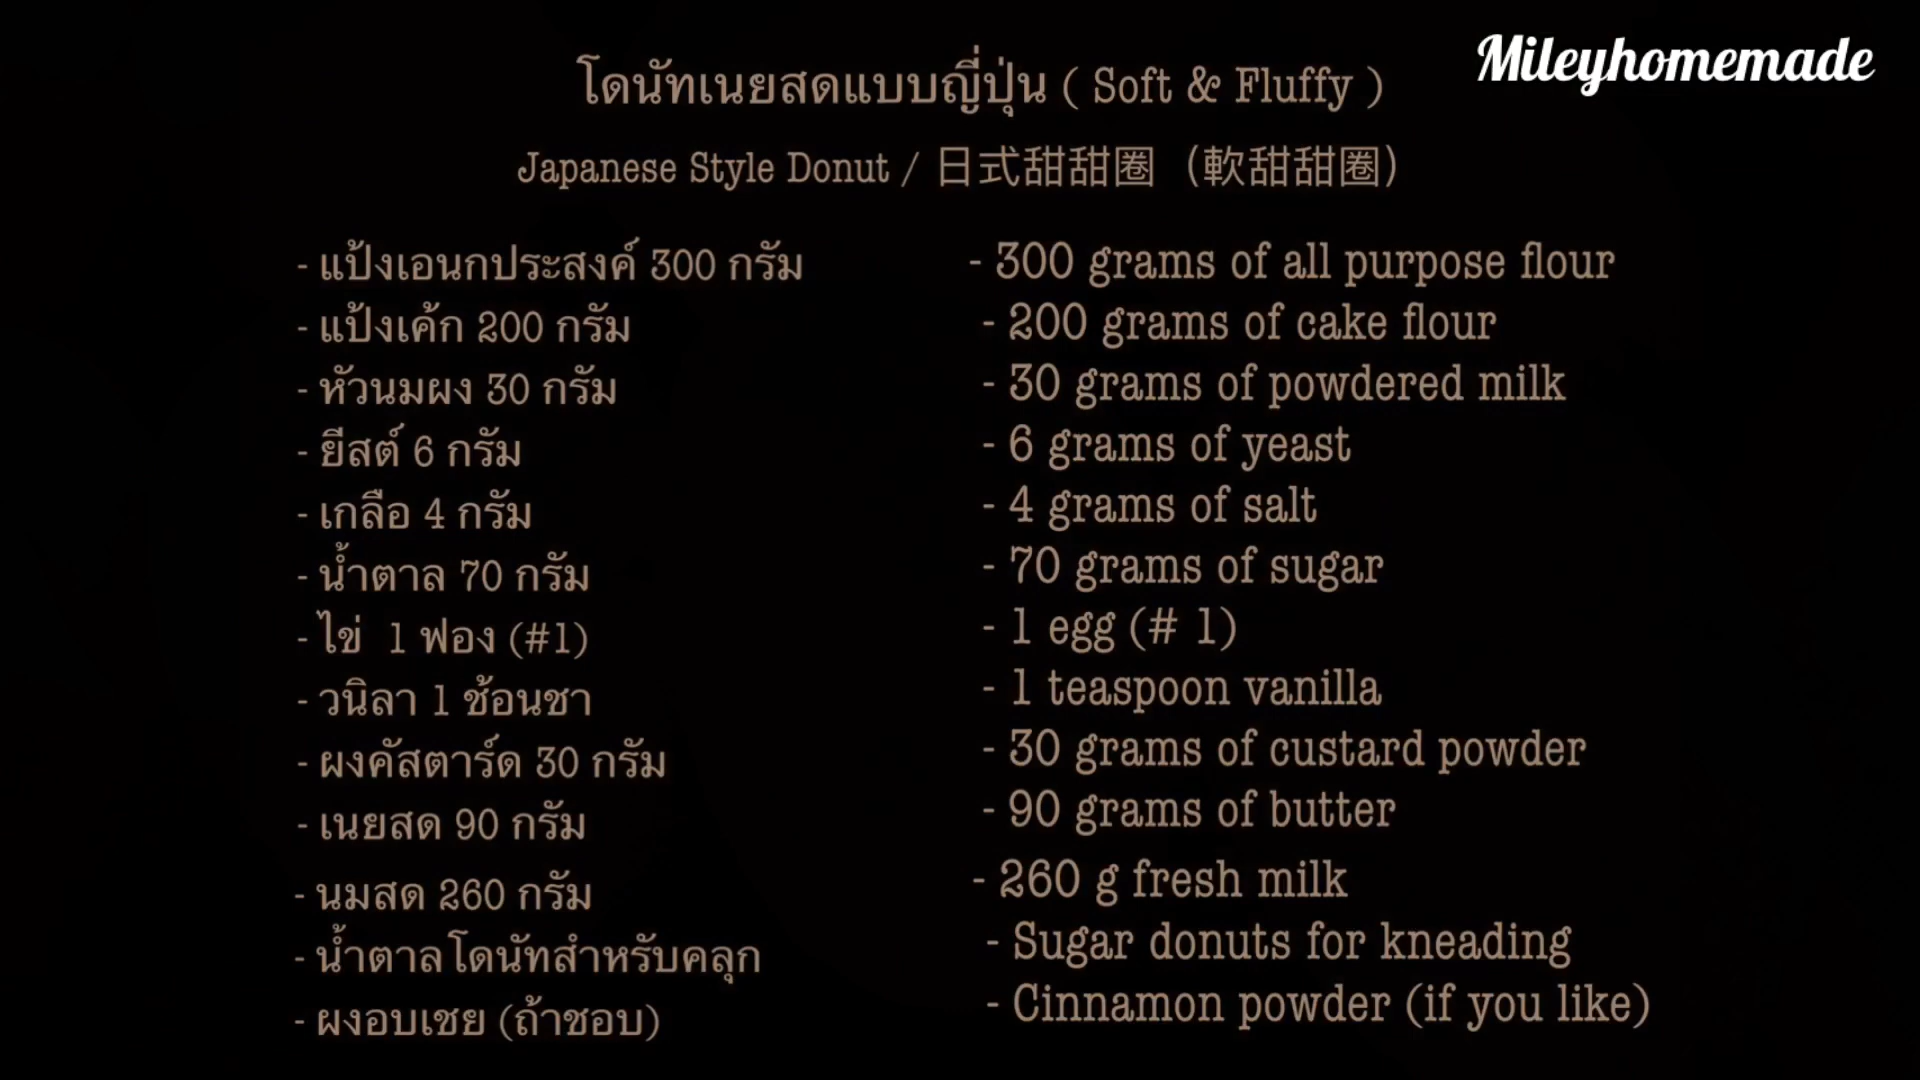 Mileyhomemade
โดนัทเนยสดแบบญี่ปุ่น ( Soft & Fluffy )
Japanese Style Donut / 日式甜甜圈（軟甜甜圈）
- แป้งเอนกประสงค์ 300 กรัม
- แป้งเค้ก 200 กรัม
- หัวนมผง 30 กรัม
- ยีสต์ 6 กรัม
- เกลือ 4 กรัม
- น้ำตาล 70 กรัม
- ไข่ 1 ฟอง (#1)
- วนิลา 1 ช้อนชา
- ผงคัสตาร์ด 30 กรัม
- เนยสด 90 กรัม
- นมสด 260 กรัม
- น้ำตาลโดนัทสำหรับคลุก
- ผงอบเชย (ถ้าชอบ)
- 300 grams of all purpose flour
- 200 grams of cake flour
- 30 grams of powdered milk
- 6 grams of yeast
- 4 grams of salt
- 70 grams of sugar
- 1 egg (# 1)
- 1 teaspoon vanilla
- 30 grams of custard powder
- 90 grams of butter
- 260 g fresh milk
- Sugar donuts for kneading
- Cinnamon powder (if you like)